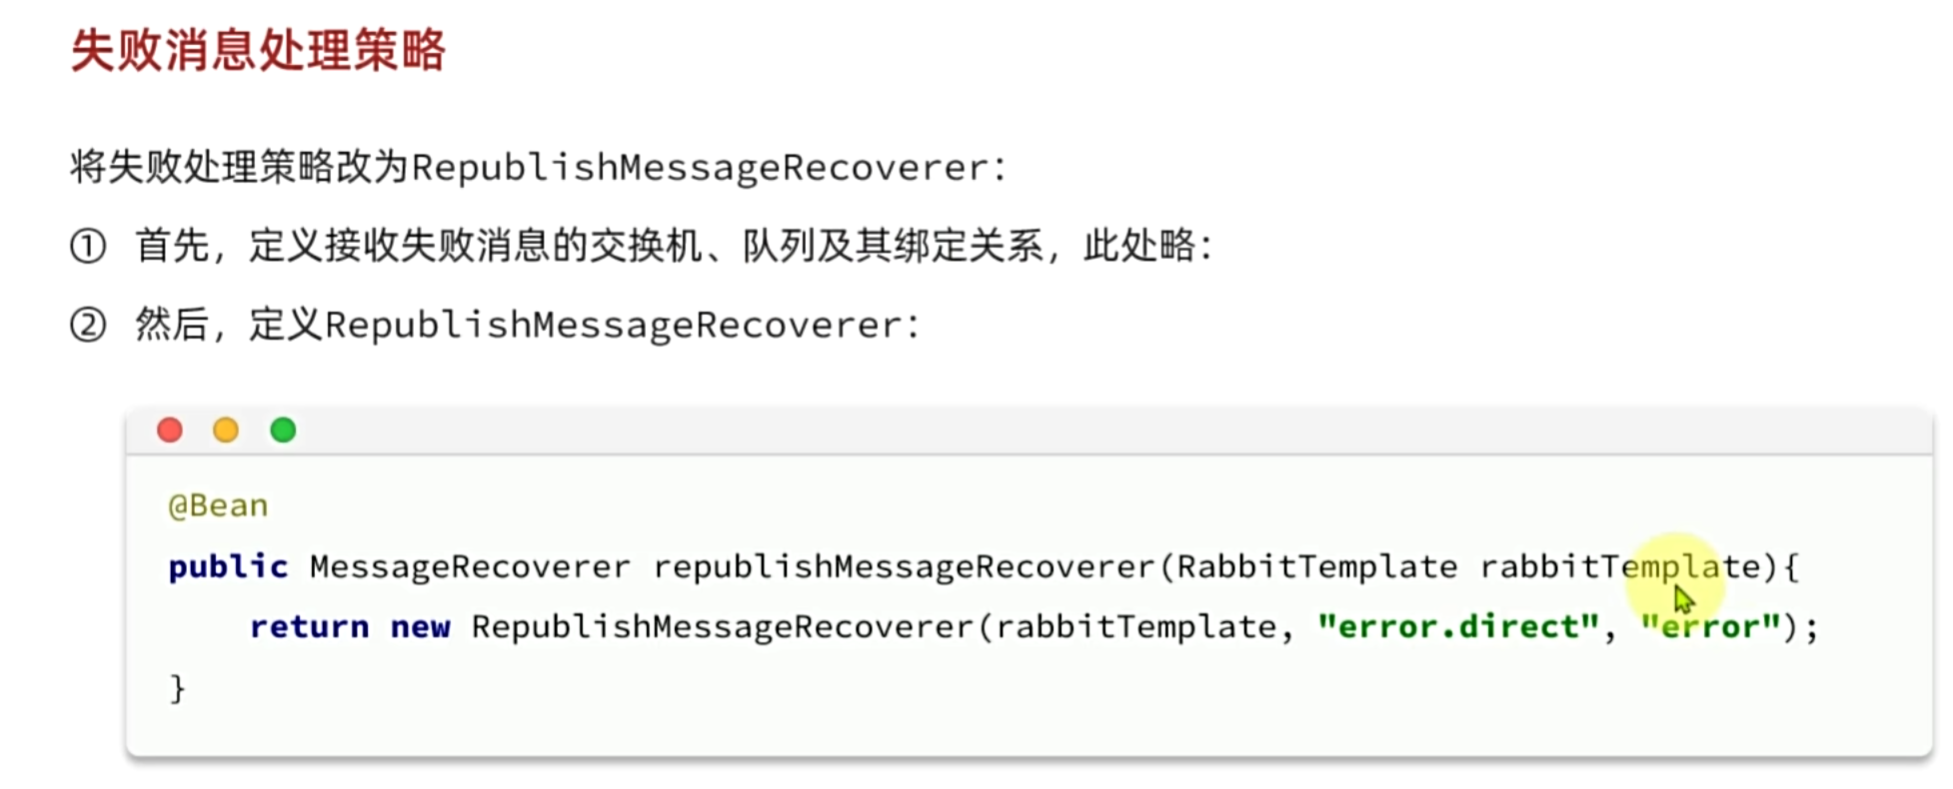 失败消息处理策略
将失败处理策略改为RepublishMessageRecoverer：
① 首先，定义接收失败消息的交换机、队列及其绑定关系，此处略：
② 然后，定义RepublishMessageRecoverer：
@Bean
public MessageRecoverer republishMessageRecoverer(RabbitTemplate rabbitTemplate){
    return new RepublishMessageRecoverer(rabbitTemplate, "error.direct", "error");
}